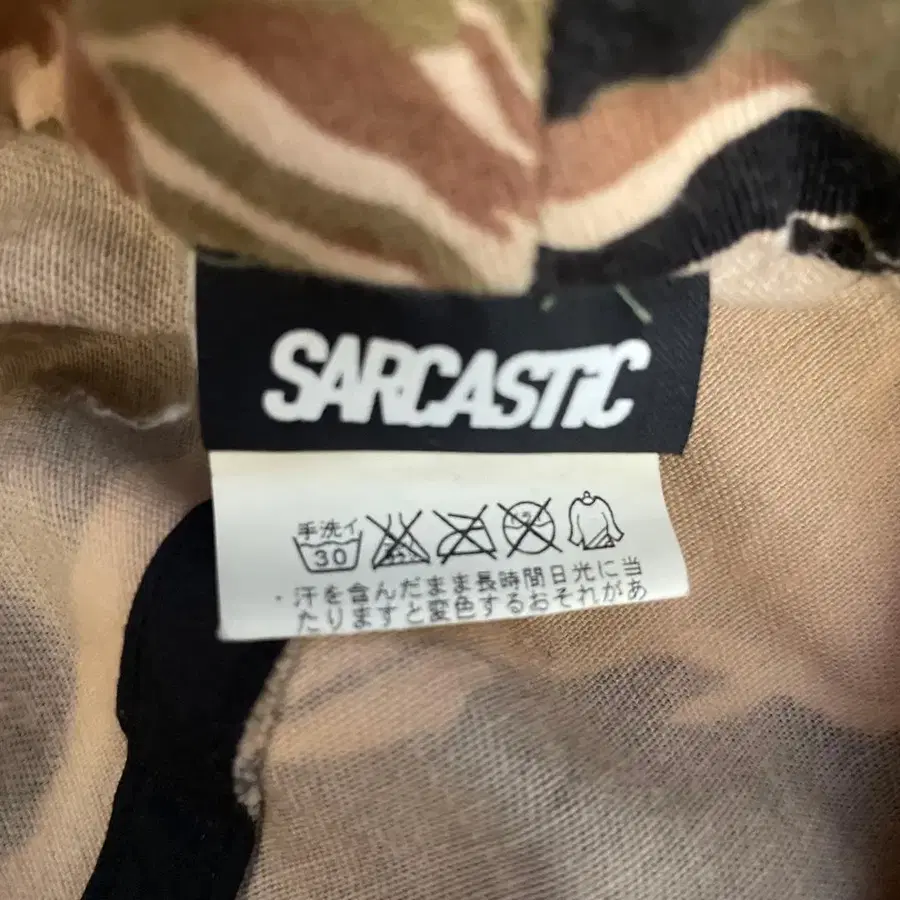 SARCASTiC
手洗イ
30
・汗を含んだまま長時間日光に当
たりますと変色するおそれがあ